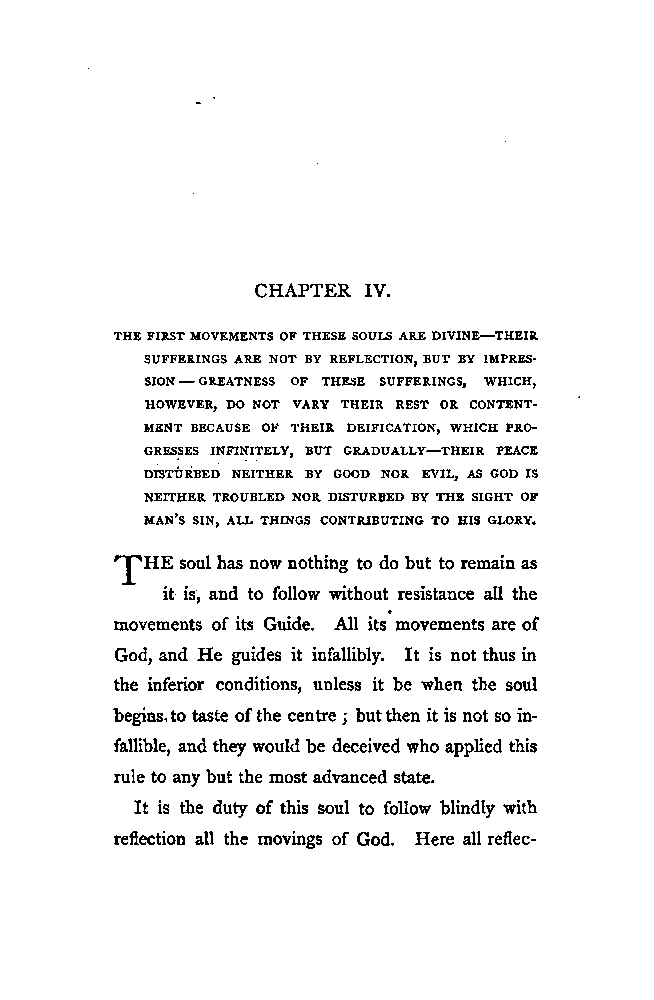 CHAPTER IV.
THE FIRST MOVEMENTS OF THESE SOULS ARE DIVINE—THEIR
SUFFERINGS ARE NOT BY REFLECTION, BUT BY IMPRES-
SION — GREATNESS OF THESE SUFFERINGS, WHICH,
HOWEVER, DO NOT VARY THEIR REST OR CONTENT-
MENT BECAUSE OF THEIR DEIFICATION, WHICH PRO-
GRESSES INFINITELY, BUT GRADUALLY—THEIR PEACE
DISTURBED NEITHER BY GOOD NOR EVIL, AS GOD IS
NEITHER TROUBLED NOR DISTURBED BY THE SIGHT OF
MAN'S SIN, ALL THINGS CONTRIBUTING TO HIS GLORY.
THE soul has now nothing to do but to remain as
it is, and to follow without resistance all the
movements of its Guide. All its movements are of
God, and He guides it infallibly. It is not thus in
the inferior conditions, unless it be when the soul
begins to taste of the centre ; but then it is not so in-
fallible, and they would be deceived who applied this
rule to any but the most advanced state.
It is the duty of this soul to follow blindly with
reflection all the movings of God. Here all reflec-